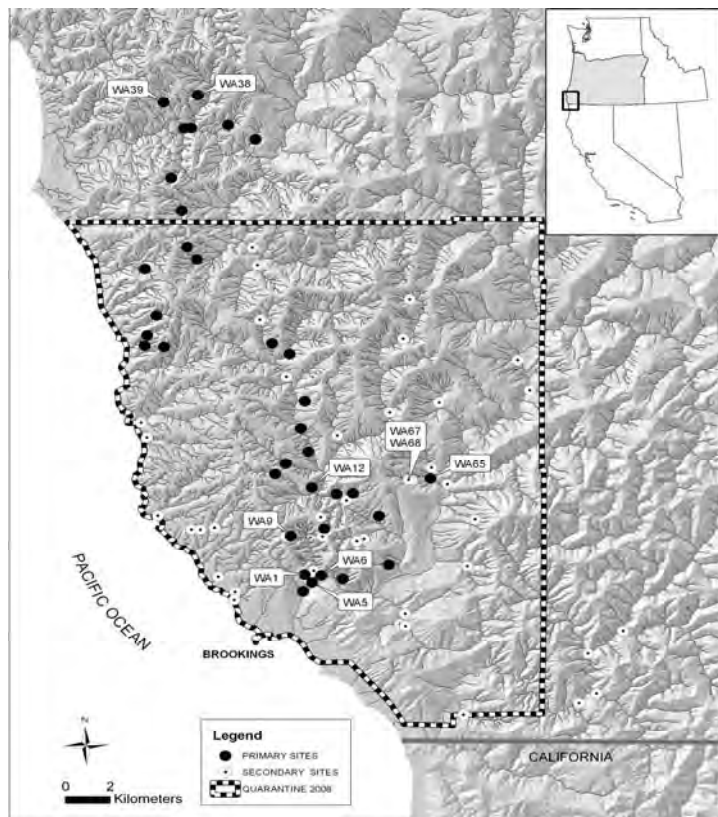 WA39
WA38
WA67
WA68
WA65
WA12
WA9
WA6
WA1
WA5
PACIFIC OCEAN
BROOKINGS
N
Legend
PRIMARY SITES
SECONDARY SITES
QUARANTINE 2008
CALIFORNIA
0 2
Kilometers